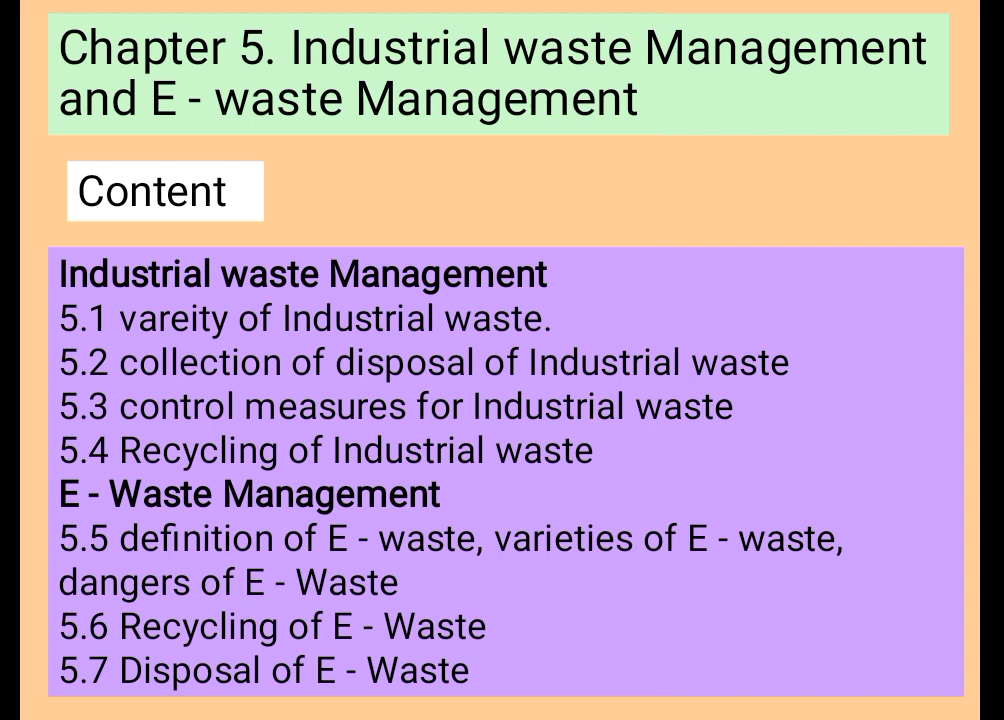 Chapter 5. Industrial waste Management
and E - waste Management
Content
Industrial waste Management
5.1 vareity of Industrial waste.
5.2 collection of disposal of Industrial waste
5.3 control measures for Industrial waste
5.4 Recycling of Industrial waste
E - Waste Management
5.5 definition of E - waste, varieties of E - waste,
dangers of E - Waste
5.6 Recycling of E - Waste
5.7 Disposal of E - Waste